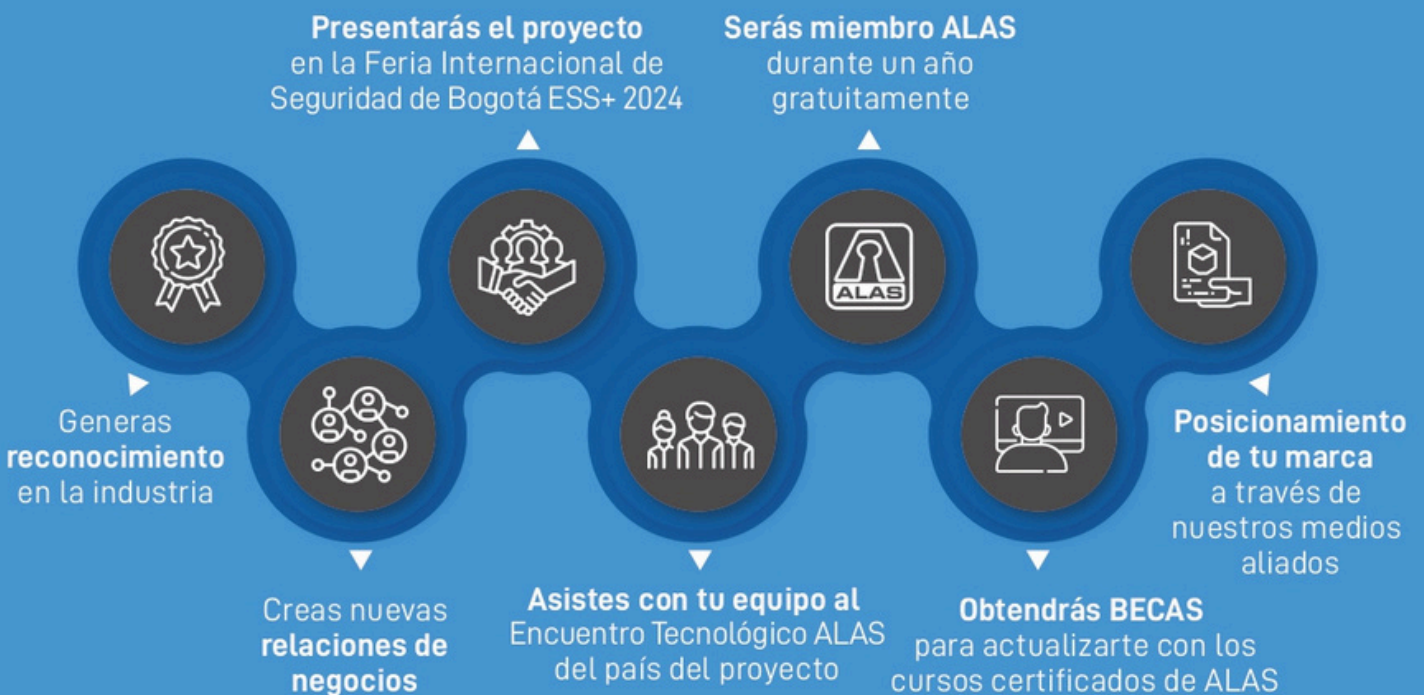 Presentarás el proyecto
en la Feria Internacional de
Seguridad de Bogotá ESS+ 2024
Serás miembro ALAS
durante un año
gratuitamente
ALAS
Generas
reconocimiento
en la industria
Creas nuevas
relaciones de
negocios
Asistes con tu equipo al
Encuentro Tecnológico ALAS
del país del proyecto
Obtendrás BECAS
para actualizarte con los
cursos certificados de ALAS
Posicionamiento
de tu marca
a través de
nuestros medios
aliados